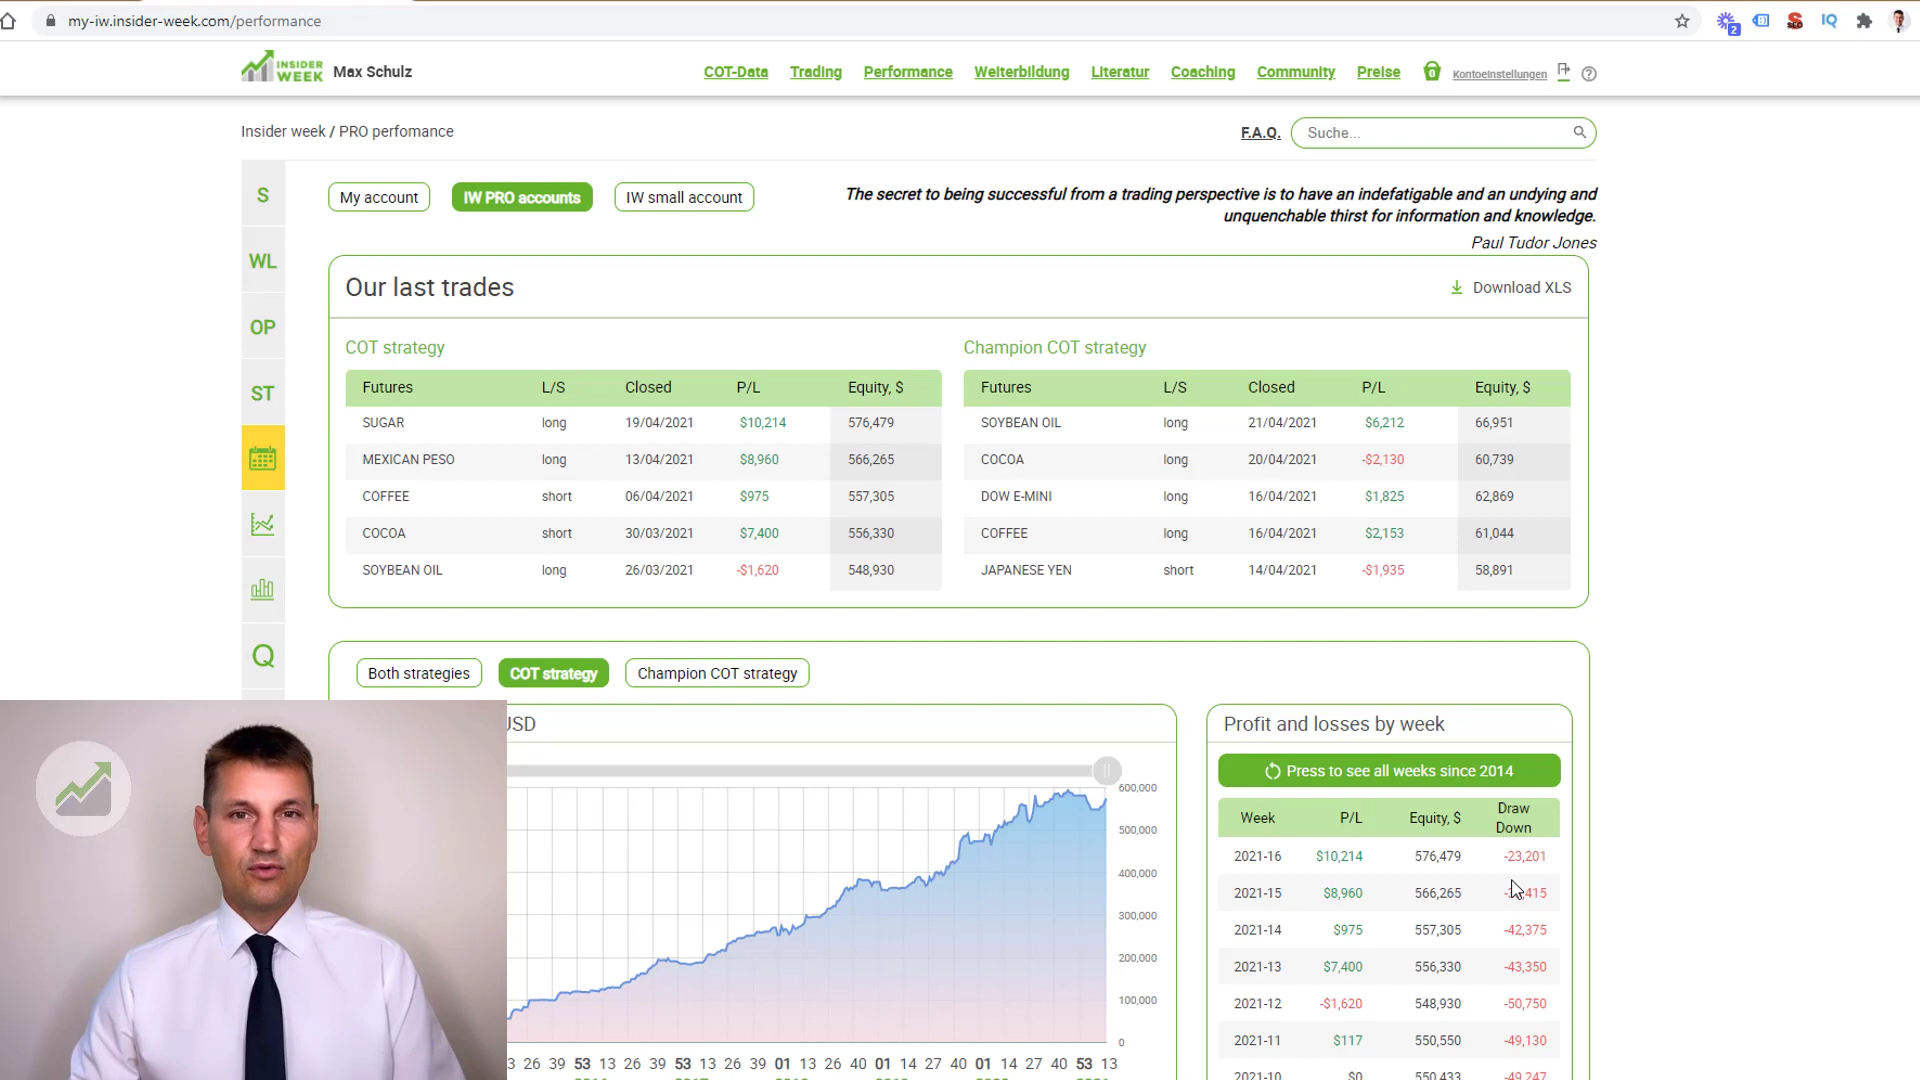 my-iw.insider-week.com/performance
2
SEO
IQ
INSIDER
WEEK
Max Schulz
COT-Data Trading Performance Weiterbildung Literatur Coaching Community Preise 0 Kontoeinstellungen ?
Insider week / PRO perfomance
F.A.Q. Suche...
S
WL
OP
ST
Q
My account IW PRO accounts IW small account
The secret to being successful from a trading perspective is to have an indefatigable and an undying and
unquenchable thirst for information and knowledge.
Paul Tudor Jones
Our last trades
Download XLS
COT strategy
Futures L/S Closed P/L Equity, $
SUGAR long 19/04/2021 $10,214 576,479
MEXICAN PESO long 13/04/2021 $8,960 566,265
COFFEE short 06/04/2021 $975 557,305
COCOA short 30/03/2021 $7,400 556,330
SOYBEAN OIL long 26/03/2021 -$1,620 548,930
Champion COT strategy
Futures L/S Closed P/L Equity, $
SOYBEAN OIL long 21/04/2021 $6,212 66,951
COCOA long 20/04/2021 -$2,130 60,739
DOW E-MINI long 16/04/2021 $1,825 62,869
COFFEE long 16/04/2021 $2,153 61,044
JAPANESE YEN short 14/04/2021 -$1,935 58,891
Both strategies COT strategy Champion COT strategy
USD
600,000
500,000
400,000
300,000
200,000
100,000
0
3 26 39 53 13 26 39 53 13 26 39 01 13 26 40 01 14 27 40 01 14 27 40 53 13
Profit and losses by week
Press to see all weeks since 2014
Week P/L Equity, $ Draw
Down
2021-16 $10,214 576,479 -23,201
2021-15 $8,960 566,265
2021-14 $975 557,305 -42,375
2021-13 $7,400 556,330 -43,350
2021-12 -$1,620 548,930 -50,750
2021-11 $117 550,550 -49,130
2021-10 $0 550,433 -49,247